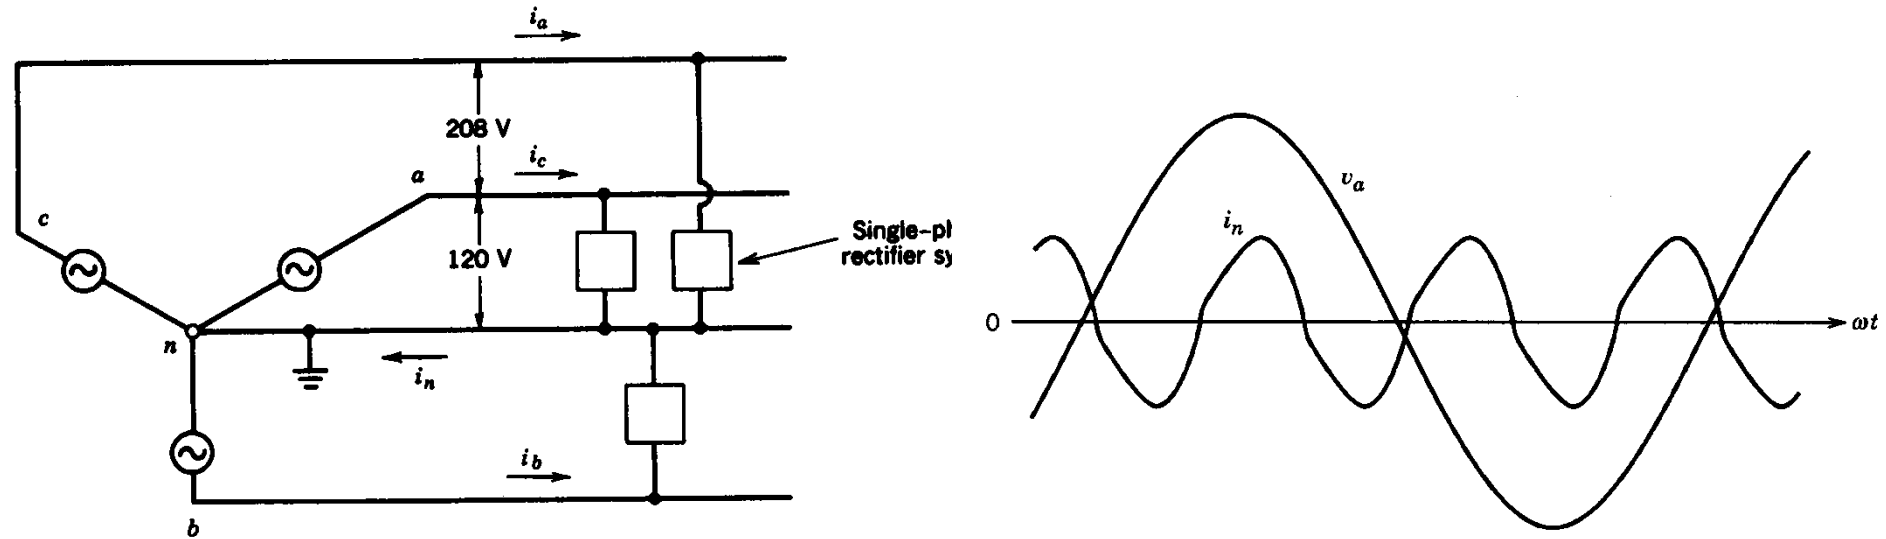 i_a
208 V
i_c
a
c
120 V
Single-pl
rectifier sy
n
i_n
i_b
b
v_a
i_n
0
ωt